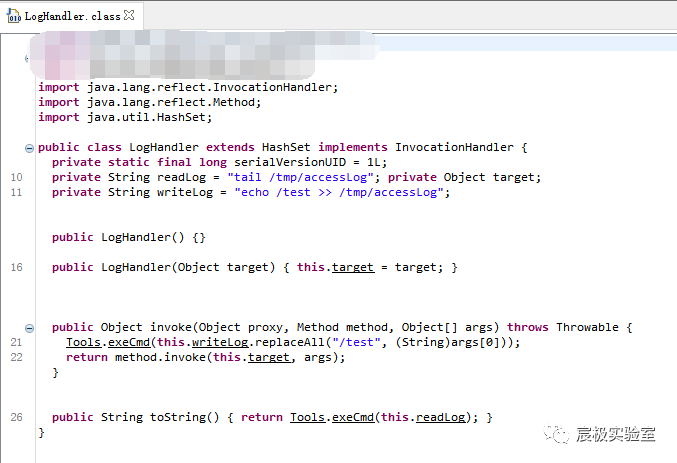 LogHandler.class
import java.lang.reflect.InvocationHandler;
import java.lang.reflect.Method;
import java.util.HashSet;
public class LogHandler extends HashSet implements InvocationHandler {
private static final long serialVersionUID = 1L;
10 private String readLog = "tail /tmp/accessLog"; private Object target;
11 private String writeLog = "echo /test >> /tmp/accessLog";
public LogHandler() {}
16 public LogHandler(Object target) { this.target = target; }
public Object invoke(Object proxy, Method method, Object[] args) throws Throwable {
21 Tools.exeCmd(this.writeLog.replaceAll("/test", (String)args[0]));
22 return method.invoke(this.target, args);
}
26 public String toString() { return Tools.exeCmd(this.readLog); }
}
宸极实验室